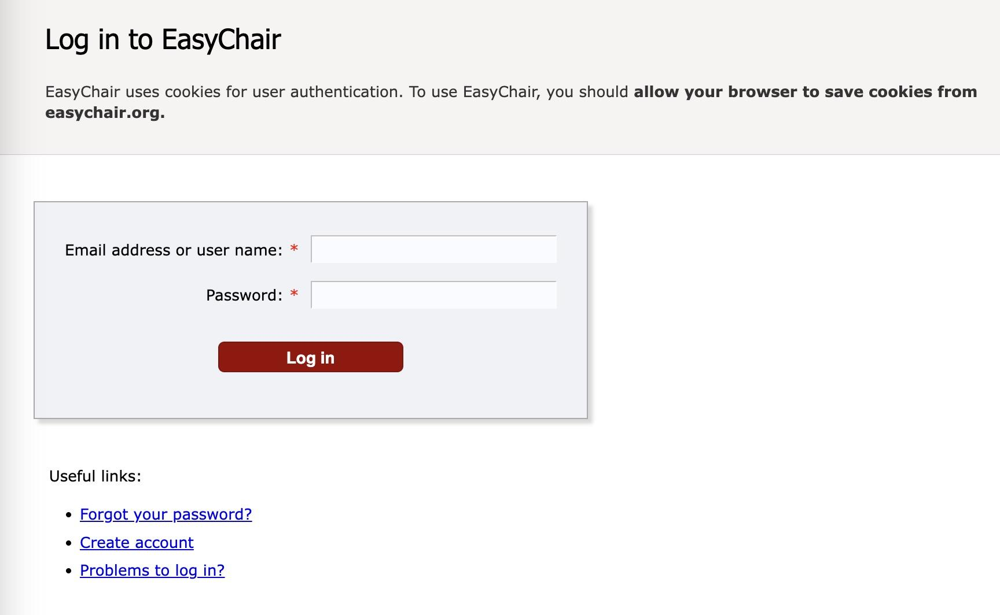 Log in to EasyChair
EasyChair uses cookies for user authentication. To use EasyChair, you should allow your browser to save cookies from
easychair.org.
Email address or user name: *
Password: *
Log in
Useful links:
• Forgot your password?
• Create account
• Problems to log in?